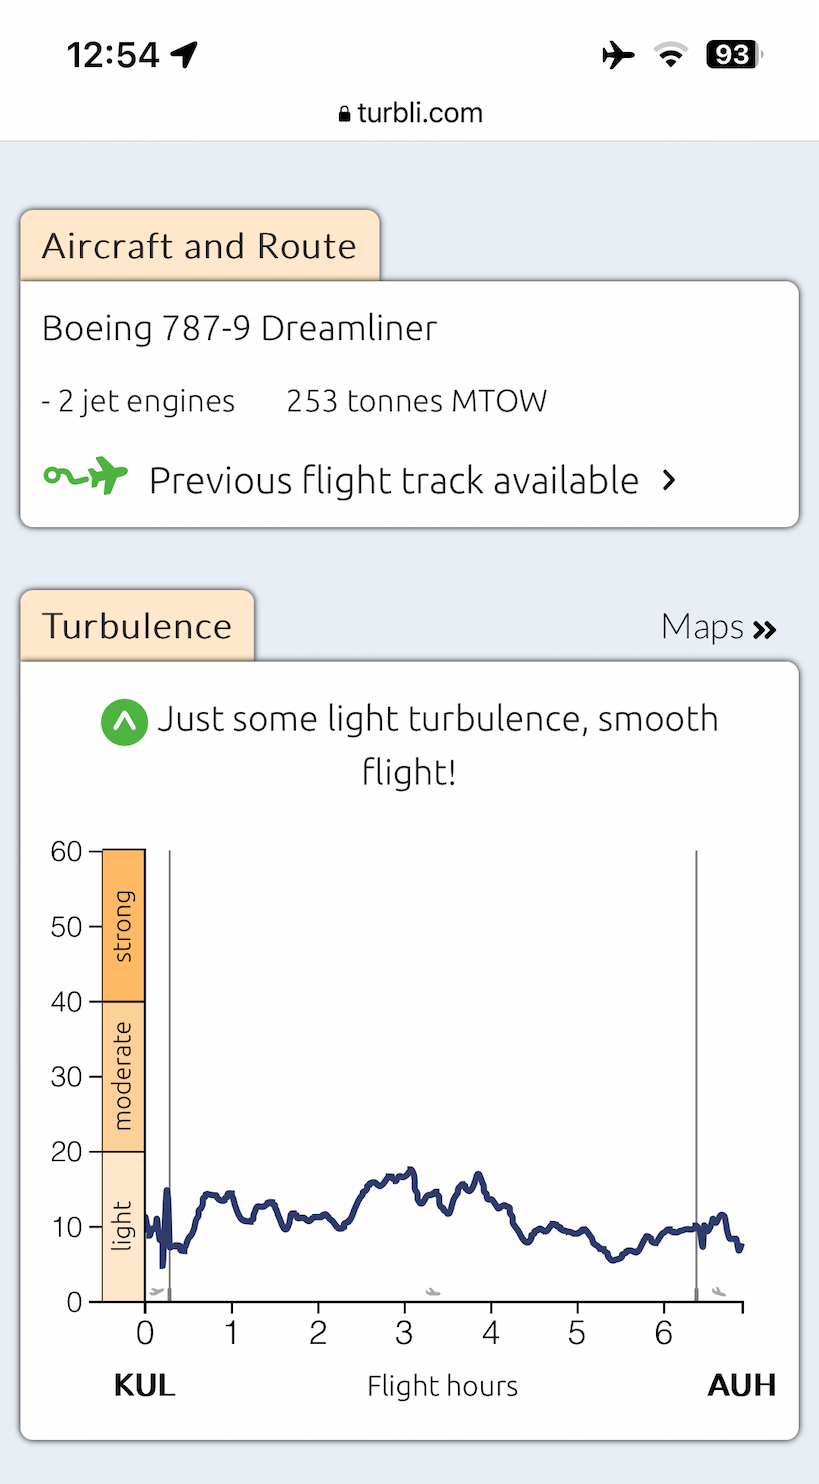 12:54
93
turbli.com
Aircraft and Route
Boeing 787-9 Dreamliner
- 2 jet engines 253 tonnes MTOW
Previous flight track available
Turbulence
Maps
Just some light turbulence, smooth
flight!
60
50
40
30
20
10
0
strong
moderate
light
0 1 2 3 4 5 6
KUL Flight hours AUH